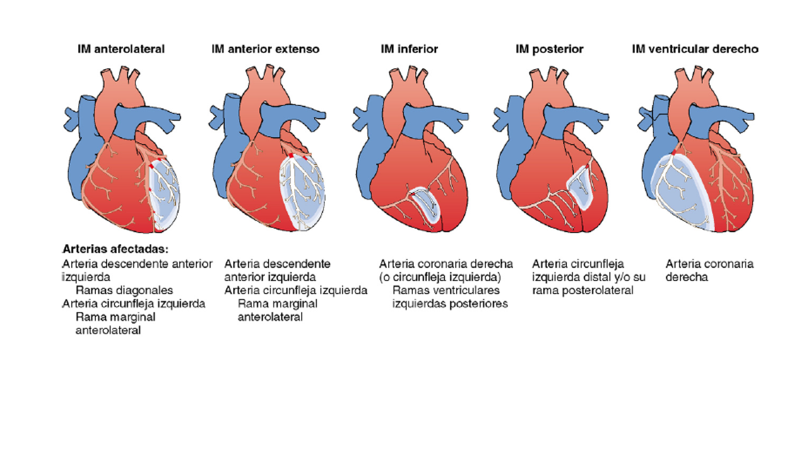 IM anterolateral
IM anterior extenso
IM inferior
IM posterior
IM ventricular derecho
Arterias afectadas:
Arteria descendente anterior
izquierda
Ramas diagonales
Arteria circunfleja izquierda
Rama marginal
anterolateral
Arteria descendente
anterior izquierda
Arteria circunfleja izquierda
Rama marginal
anterolateral
Arteria coronaria derecha
(o circunfleja izquierda)
Ramas ventriculares
izquierdas posteriores
Arteria circunfleja
izquierda distal y/o su
rama posterolateral
Arteria coronaria
derecha